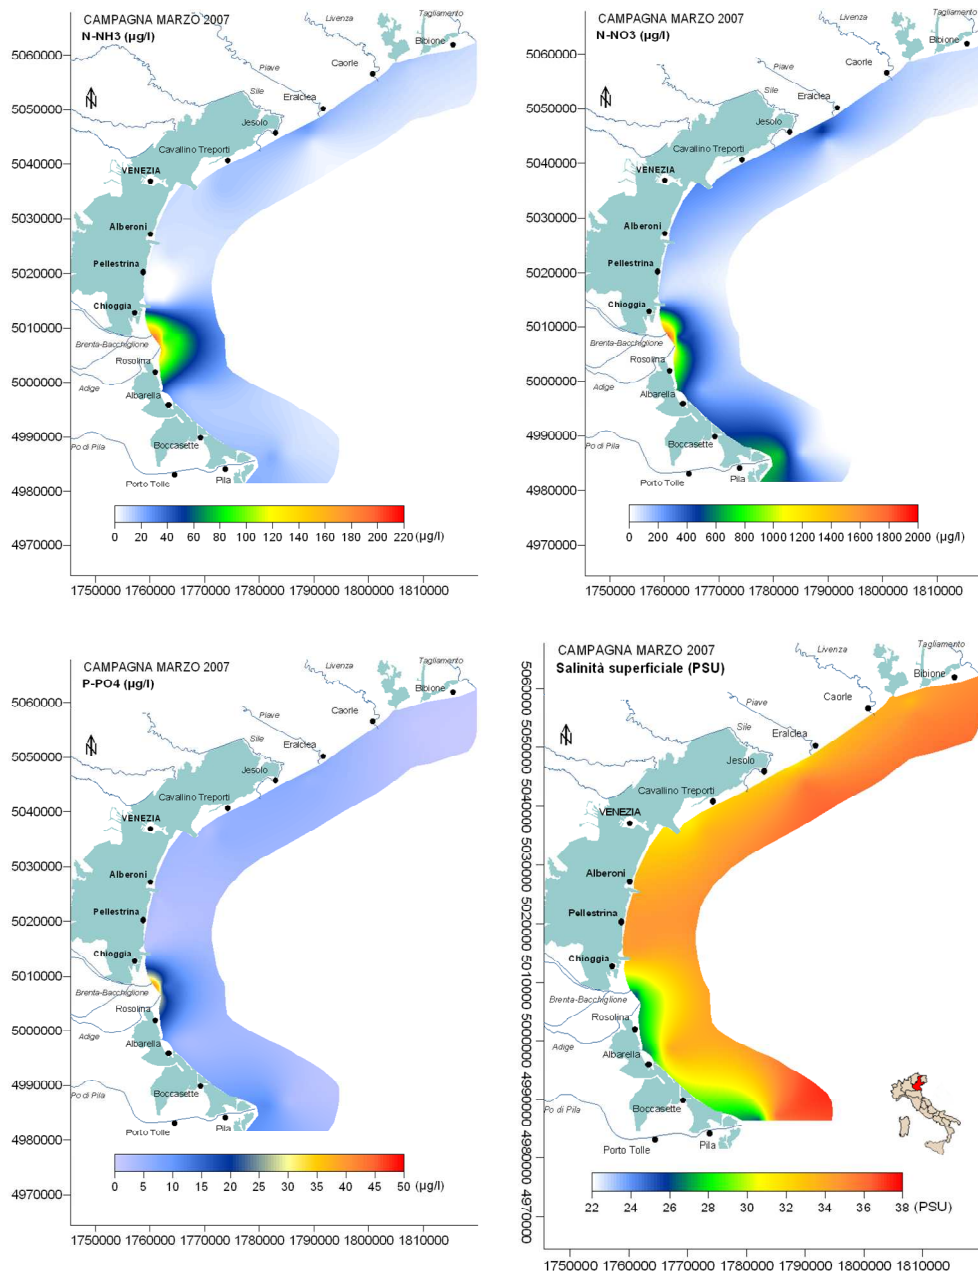 CAMPAGNA MARZO 2007
N-NH3 (µg/l)
Tagliamento
Livenza
Bibione
Caorle
Piave
Eraclea
Sile
Jesolo
Cavallino Treporti
VENEZIA
Alberoni
Pellestrina
Chioggia
Brenta-Bacchiglione
Rosolina
Adige
Albarella
Boccasette
Po di Pila
Porto Tolle
Pila
N
5060000
5050000
5040000
5030000
5020000
5010000
5000000
4990000
4980000
4970000
0 20 40 60 80 100 120 140 160 180 200 220 (µg/l)
1750000 1760000 1770000 1780000 1790000 1800000 1810000
CAMPAGNA MARZO 2007
N-NO3 (µg/l)
Tagliamento
Livenza
Bibione
Caorle
Piave
Eraclea
Sile
Jesolo
Cavallino Treporti
VENEZIA
Alberoni
Pellestrina
Chioggia
Brenta-Bacchiglione
Rosolina
Adige
Albarella
Boccasette
Po di Pila
Porto Tolle
Pila
N
5060000
5050000
5040000
5030000
5020000
5010000
5000000
4990000
4980000
4970000
0 200 400 600 800 1000 1200 1400 1600 1800 2000 (µg/l)
1750000 1760000 1770000 1780000 1790000 1800000 1810000
CAMPAGNA MARZO 2007
P-PO4 (µg/l)
Tagliamento
Livenza
Bibione
Caorle
Piave
Eraclea
Sile
Jesolo
Cavallino Treporti
VENEZIA
Alberoni
Pellestrina
Chioggia
Brenta-Bacchiglione
Rosolina
Adige
Albarella
Boccasette
Po di Pila
Porto Tolle
Pila
N
5060000
5050000
5040000
5030000
5020000
5010000
5000000
4990000
4980000
4970000
0 5 10 15 20 25 30 35 40 45 50 (µg/l)
1750000 1760000 1770000 1780000 1790000 1800000 1810000
CAMPAGNA MARZO 2007
Salinità superficiale (PSU)
Tagliamento
Livenza
Bibione
Caorle
Piave
Eraclea
Sile
Jesolo
Cavallino Treporti
VENEZIA
Alberoni
Pellestrina
Chioggia
Brenta-Bacchiglione
Rosolina
Adige
Albarella
Boccasette
Po di Pila
Porto Tolle
Pila
N
5060000
5050000
5040000
5030000
5020000
5010000
5000000
4990000
4980000
4970000
22 24 26 28 30 32 34 36 38 (PSU)
1750000 1760000 1770000 1780000 1790000 1800000 1810000